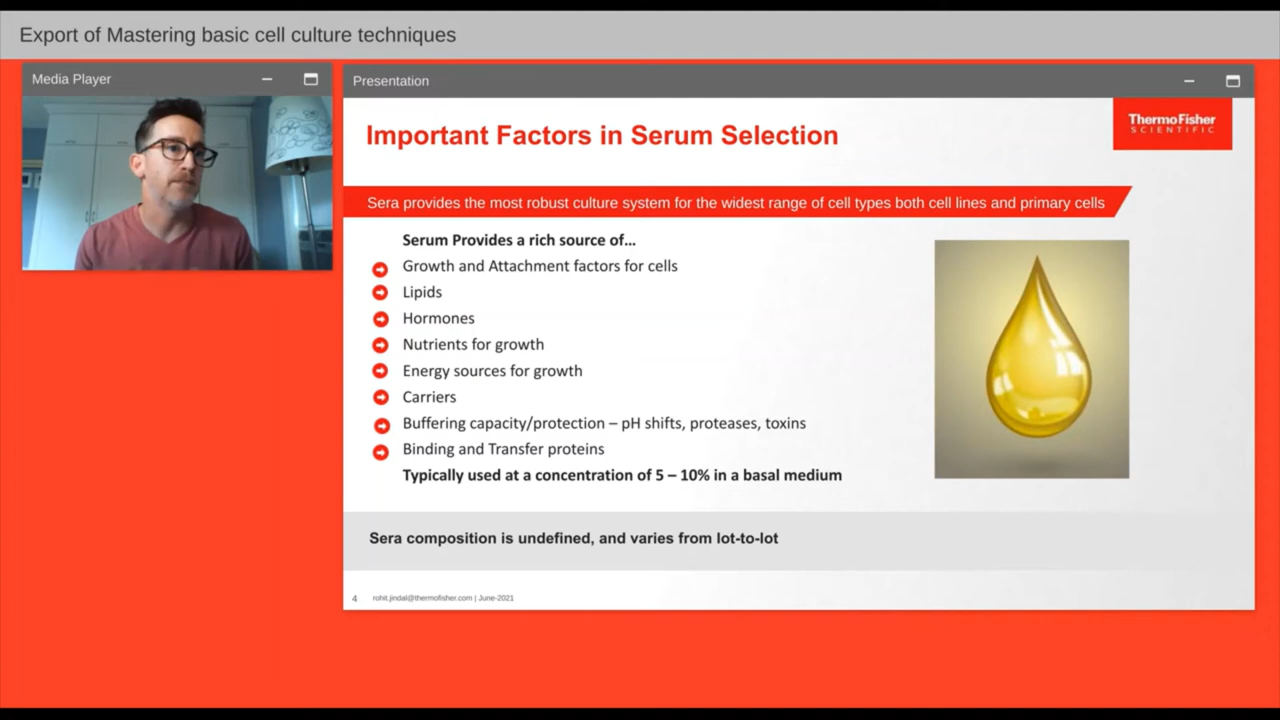 Export of Mastering basic cell culture techniques
Media Player
Presentation
Important Factors in Serum Selection
ThermoFisher
SCIENTIFIC
Sera provides the most robust culture system for the widest range of cell types both cell lines and primary cells
Serum Provides a rich source of...
Growth and Attachment factors for cells
Lipids
Hormones
Nutrients for growth
Energy sources for growth
Carriers
Buffering capacity/protection – pH shifts, proteases, toxins
Binding and Transfer proteins
Typically used at a concentration of 5 – 10% in a basal medium
Sera composition is undefined, and varies from lot-to-lot
4 rohit.jindal@thermofisher.com | June-2021